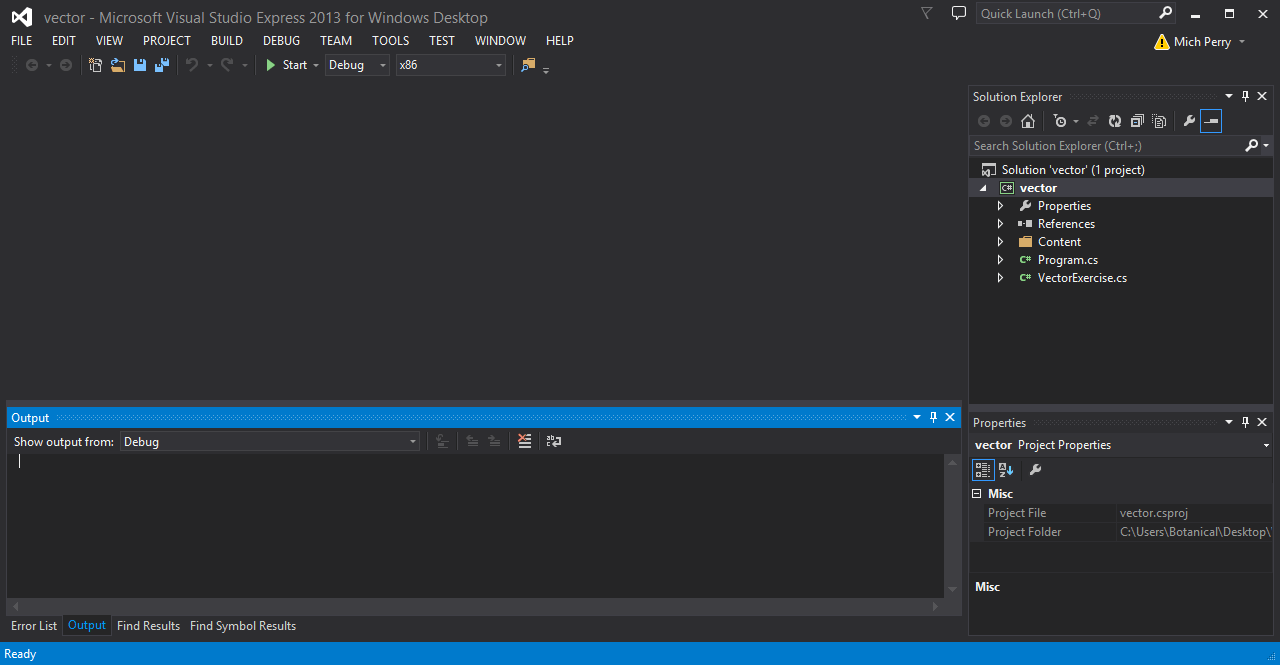 vector - Microsoft Visual Studio Express 2013 for Windows Desktop
Quick Launch (Ctrl+Q)
FILE EDIT VIEW PROJECT BUILD DEBUG TEAM TOOLS TEST WINDOW HELP
Mich Perry
Start Debug x86
Solution Explorer
Search Solution Explorer (Ctrl+;)
Solution 'vector' (1 project)
C# vector
Properties
References
Content
C# Program.cs
C# VectorExercise.cs
Output
Show output from: Debug
Error List Output Find Results Find Symbol Results
Properties
vector Project Properties
Misc
Project File vector.csproj
Project Folder C:\Users\Botanical\Desktop\
Misc
Ready